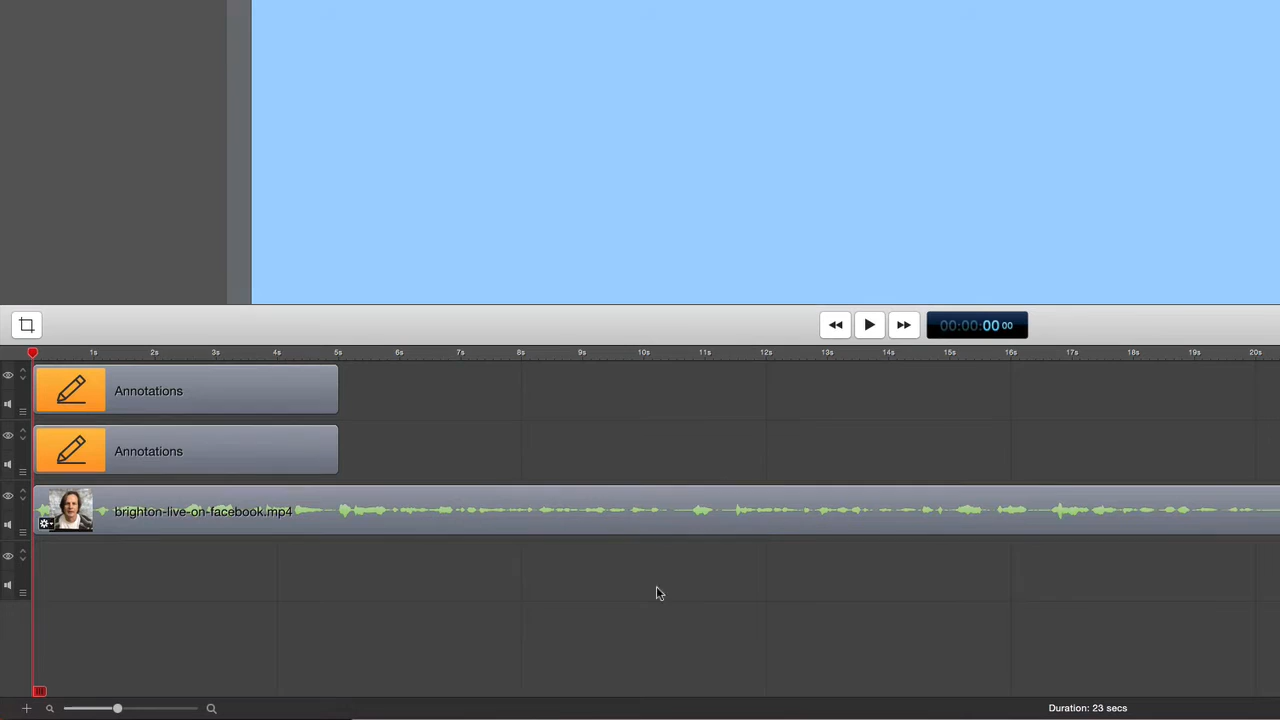 00:00:00 00
1s 2s 3s 4s 5s 6s 7s 8s 9s 10s 11s 12s 13s 14s 15s 16s 17s 18s 19s 20s
Annotations
Annotations
brighton-live-on-facebook.mp4
Duration: 23 secs